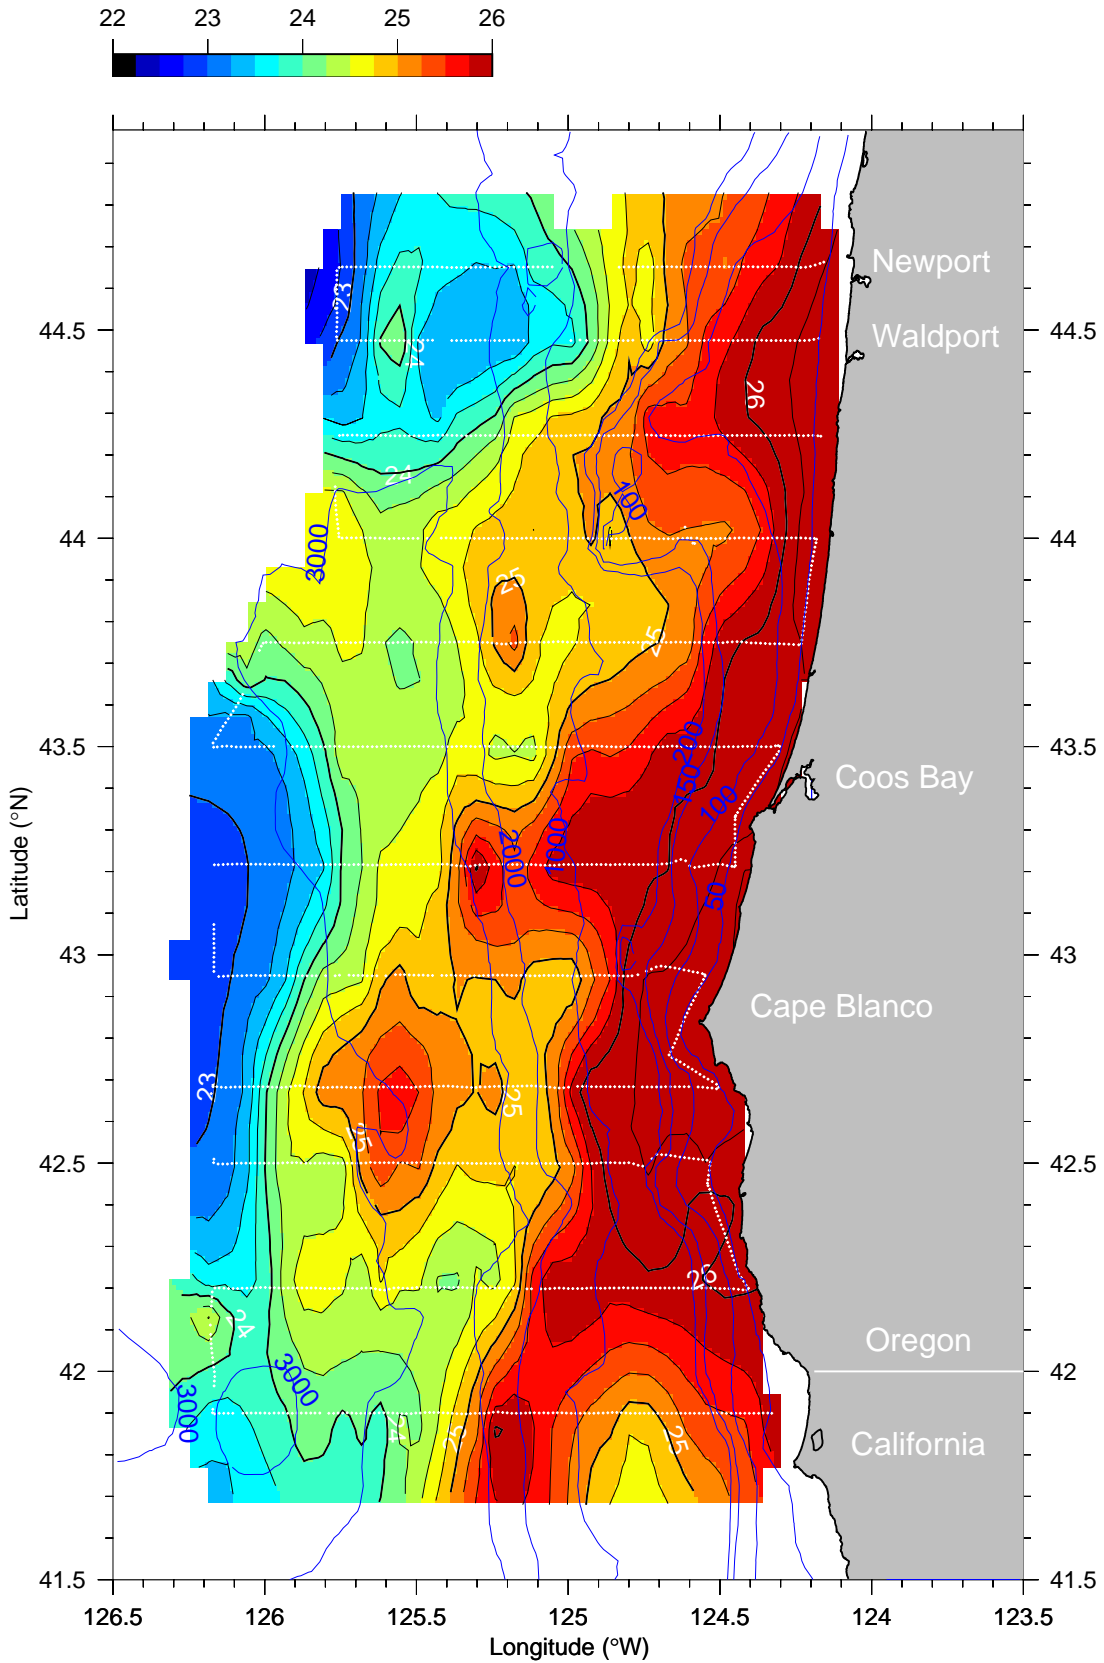 22 23 24 25 26
Newport
23
44.5 Waldport 44.5
24
26
24
100
44 3000 44
25
25
43.5 200 43.5
150
Coos Bay
100
2000 1000
50
43 43
Cape Blanco
23 25
25
42.5 42.5
26
24
Oregon
42 3000 42
3000
24 25 25
California
41.5 41.5
126.5 126 125.5 125 124.5 124 123.5
Longitude (°W)
Latitude (°N)